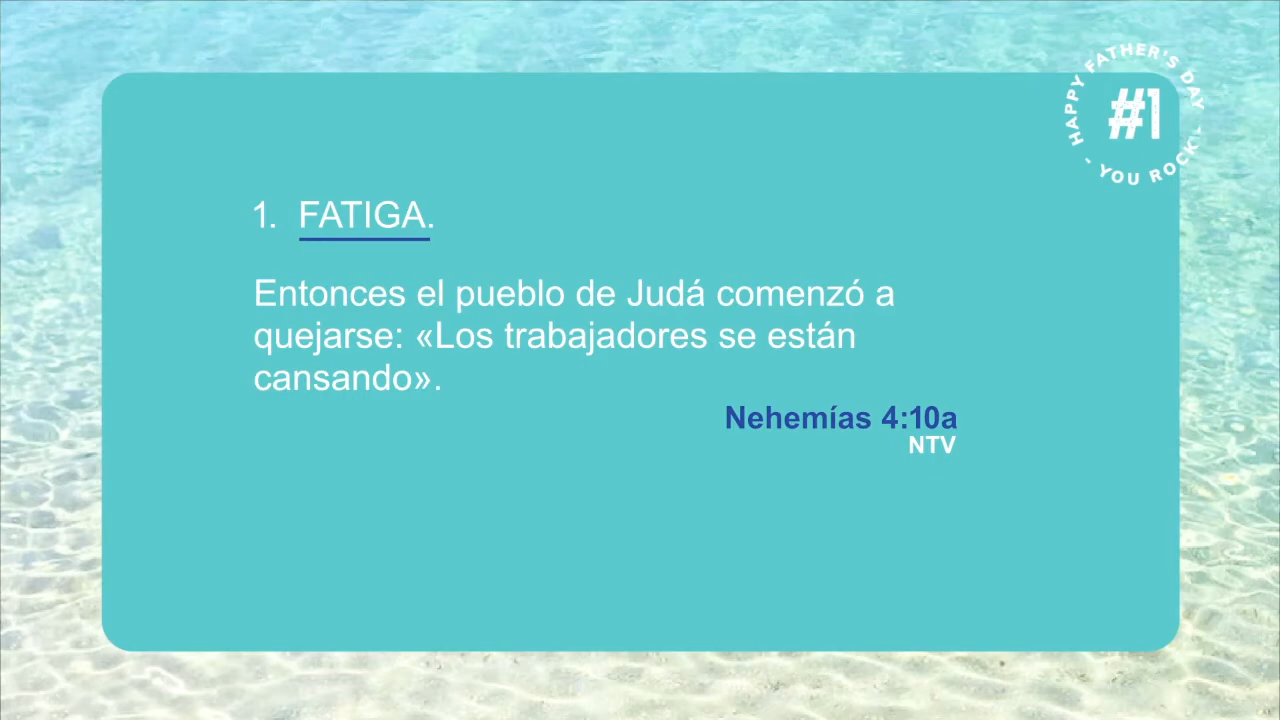 HAPPY FATHER'S DAY
#1
- YOU ROCK -
1. FATIGA.
Entonces el pueblo de Judá comenzó a
quejarse: «Los trabajadores se están
cansando».
Nehemías 4:10a
NTV